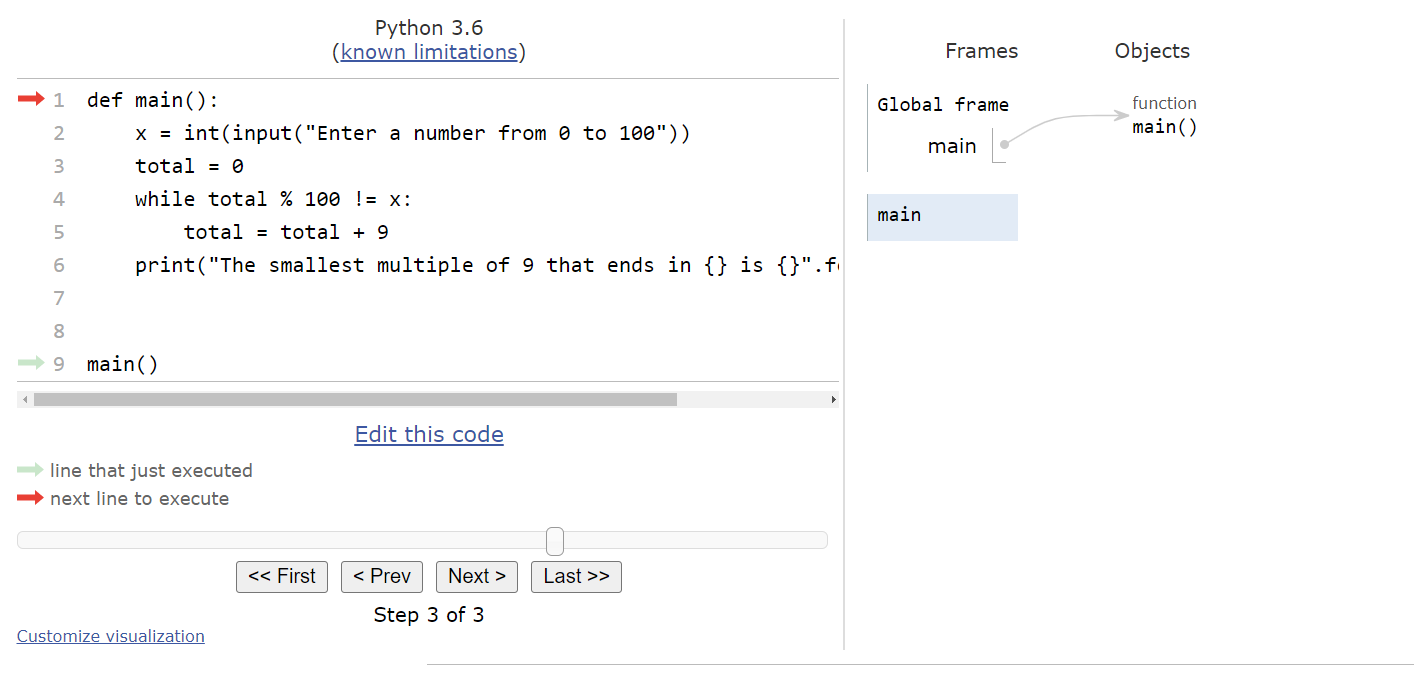 Python 3.6
(known limitations)
1 def main():
2     x = int(input("Enter a number from 0 to 100"))
3     total = 0
4     while total % 100 != x:
5         total = total + 9
6     print("The smallest multiple of 9 that ends in {} is {}".f
7
8
9 main()
Edit this code
line that just executed
next line to execute
<< First < Prev Next > Last >>
Step 3 of 3
Customize visualization
Frames Objects
Global frame
main
function
main()
main